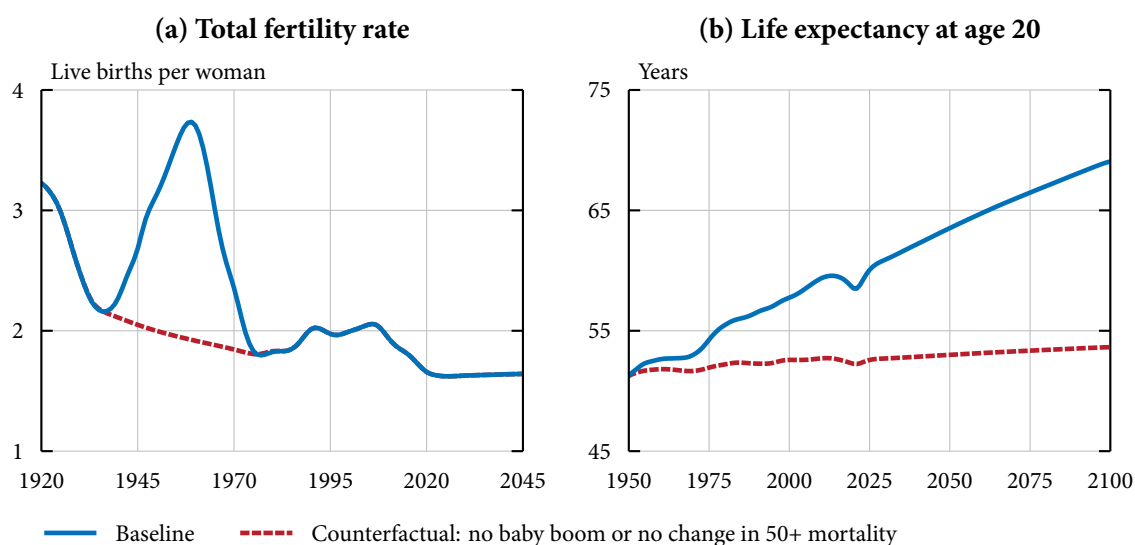 (a) Total fertility rate
Live births per woman
4
3
2
1
1920 1945 1970 1995 2020 2045
(b) Life expectancy at age 20
Years
75
65
55
45
1950 1975 2000 2025 2050 2075 2100
Baseline
Counterfactual: no baby boom or no change in 50+ mortality